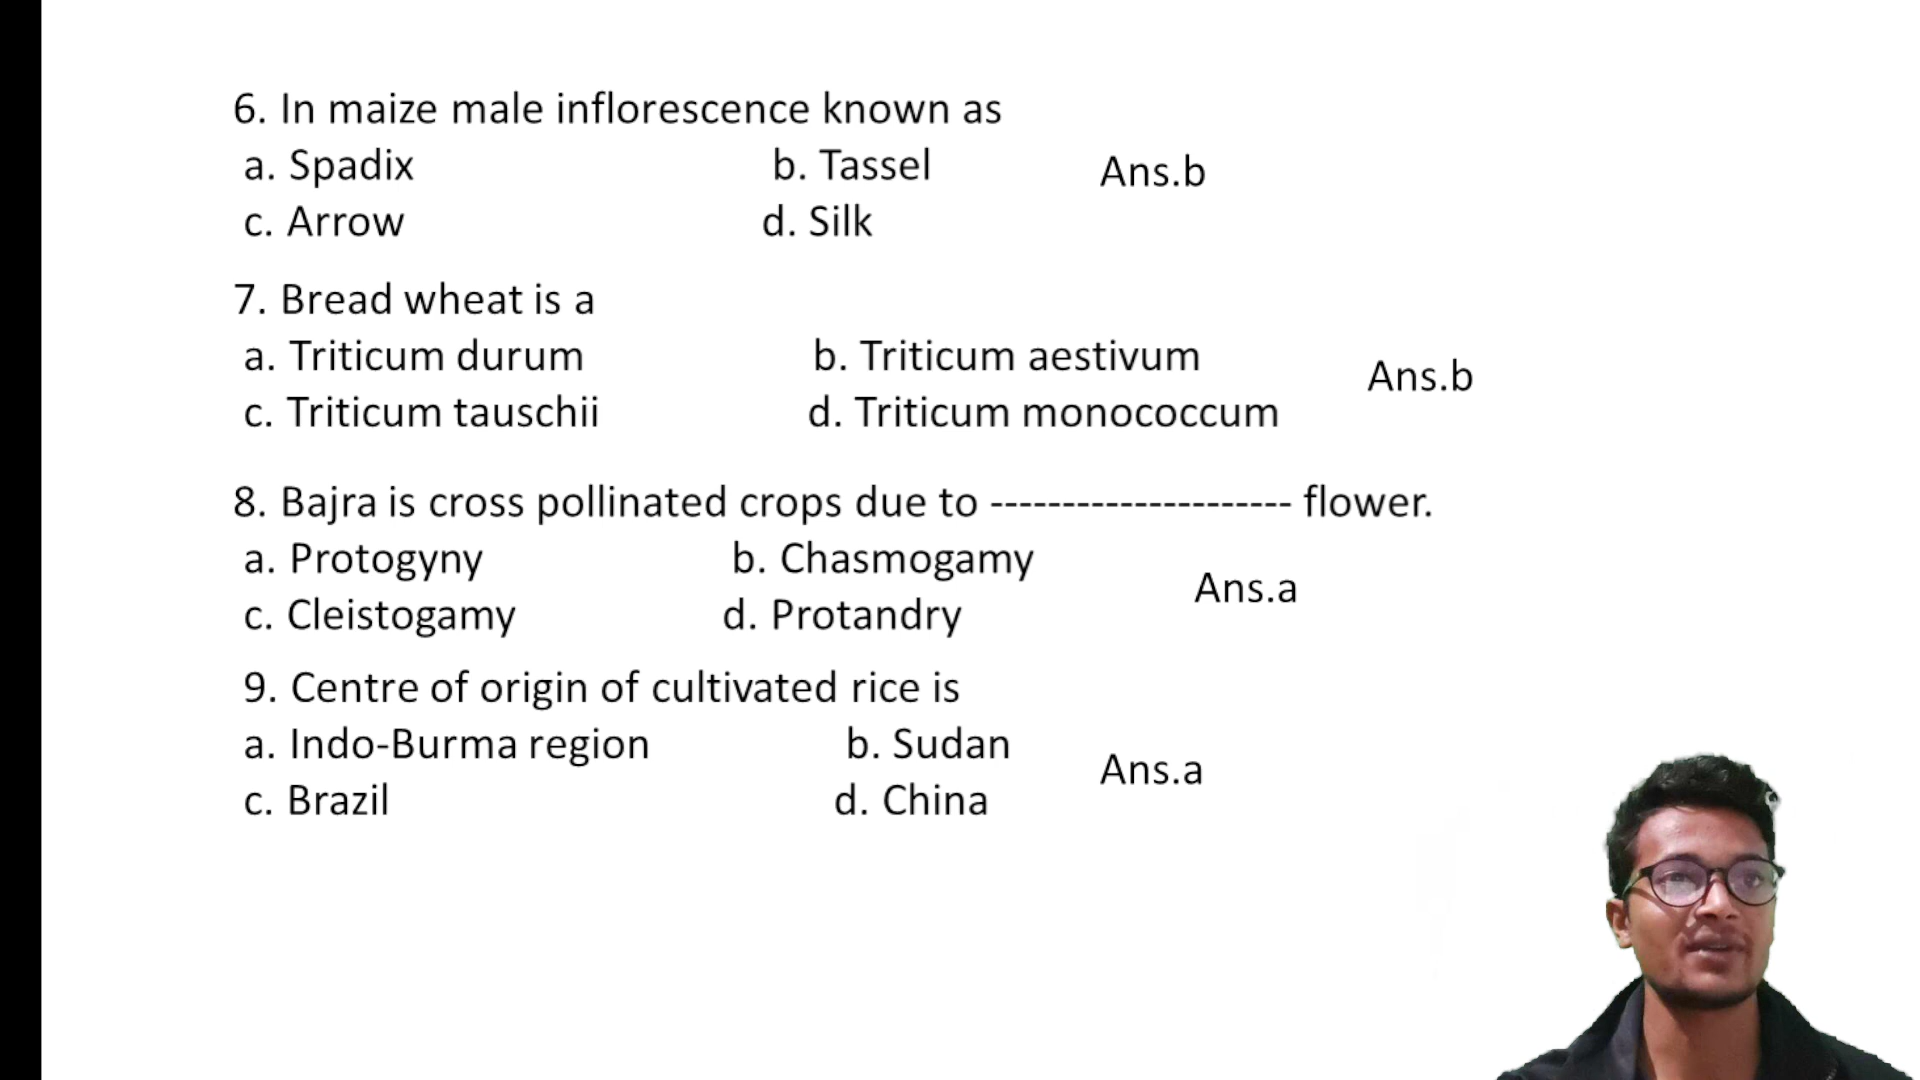 6. In maize male inflorescence known as
a. Spadix b. Tassel Ans.b
c. Arrow d. Silk
7. Bread wheat is a
a. Triticum durum b. Triticum aestivum Ans.b
c. Triticum tauschii d. Triticum monococcum
8. Bajra is cross pollinated crops due to --------------------- flower.
a. Protogyny b. Chasmogamy Ans.a
c. Cleistogamy d. Protandry
9. Centre of origin of cultivated rice is
a. Indo-Burma region b. Sudan Ans.a
c. Brazil d. China